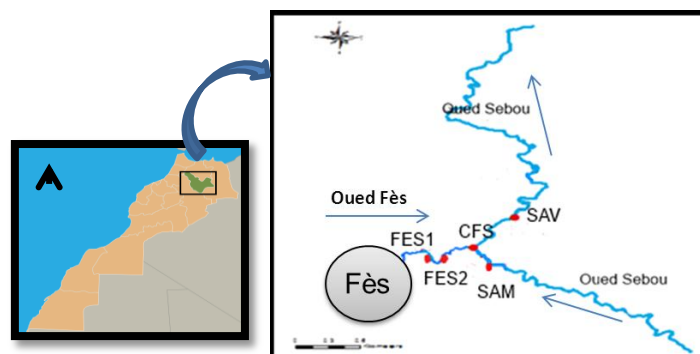 Oued Sebou
Oued Fès
SAV
CFS
FES1
FES2
Fès
SAM
Oued Sebou